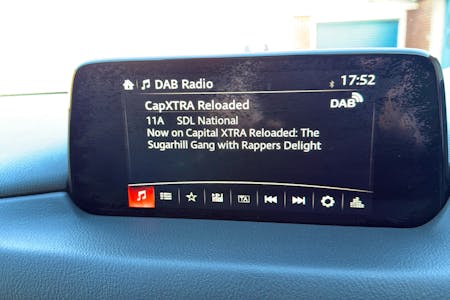 DAB Radio 17:52
CapXTRA Reloaded DAB
11A SDL National
Now on Capital XTRA Reloaded: The
Sugarhill Gang with Rappers Delight
TA